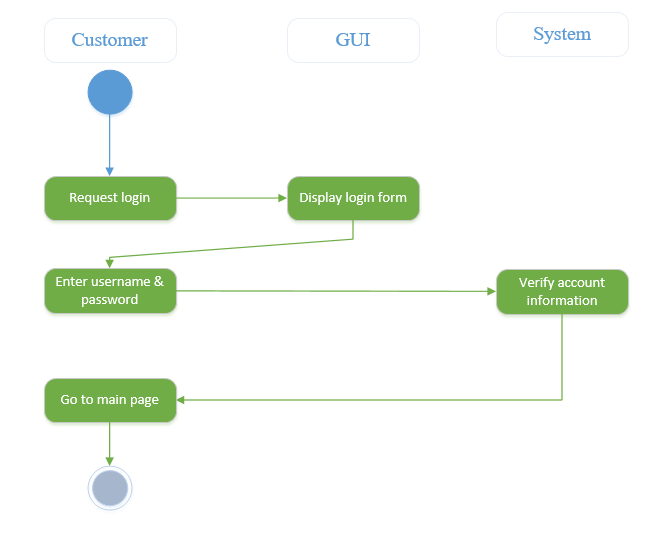 Customer
GUI
System
Request login
Display login form
Enter username &
password
Verify account
information
Go to main page